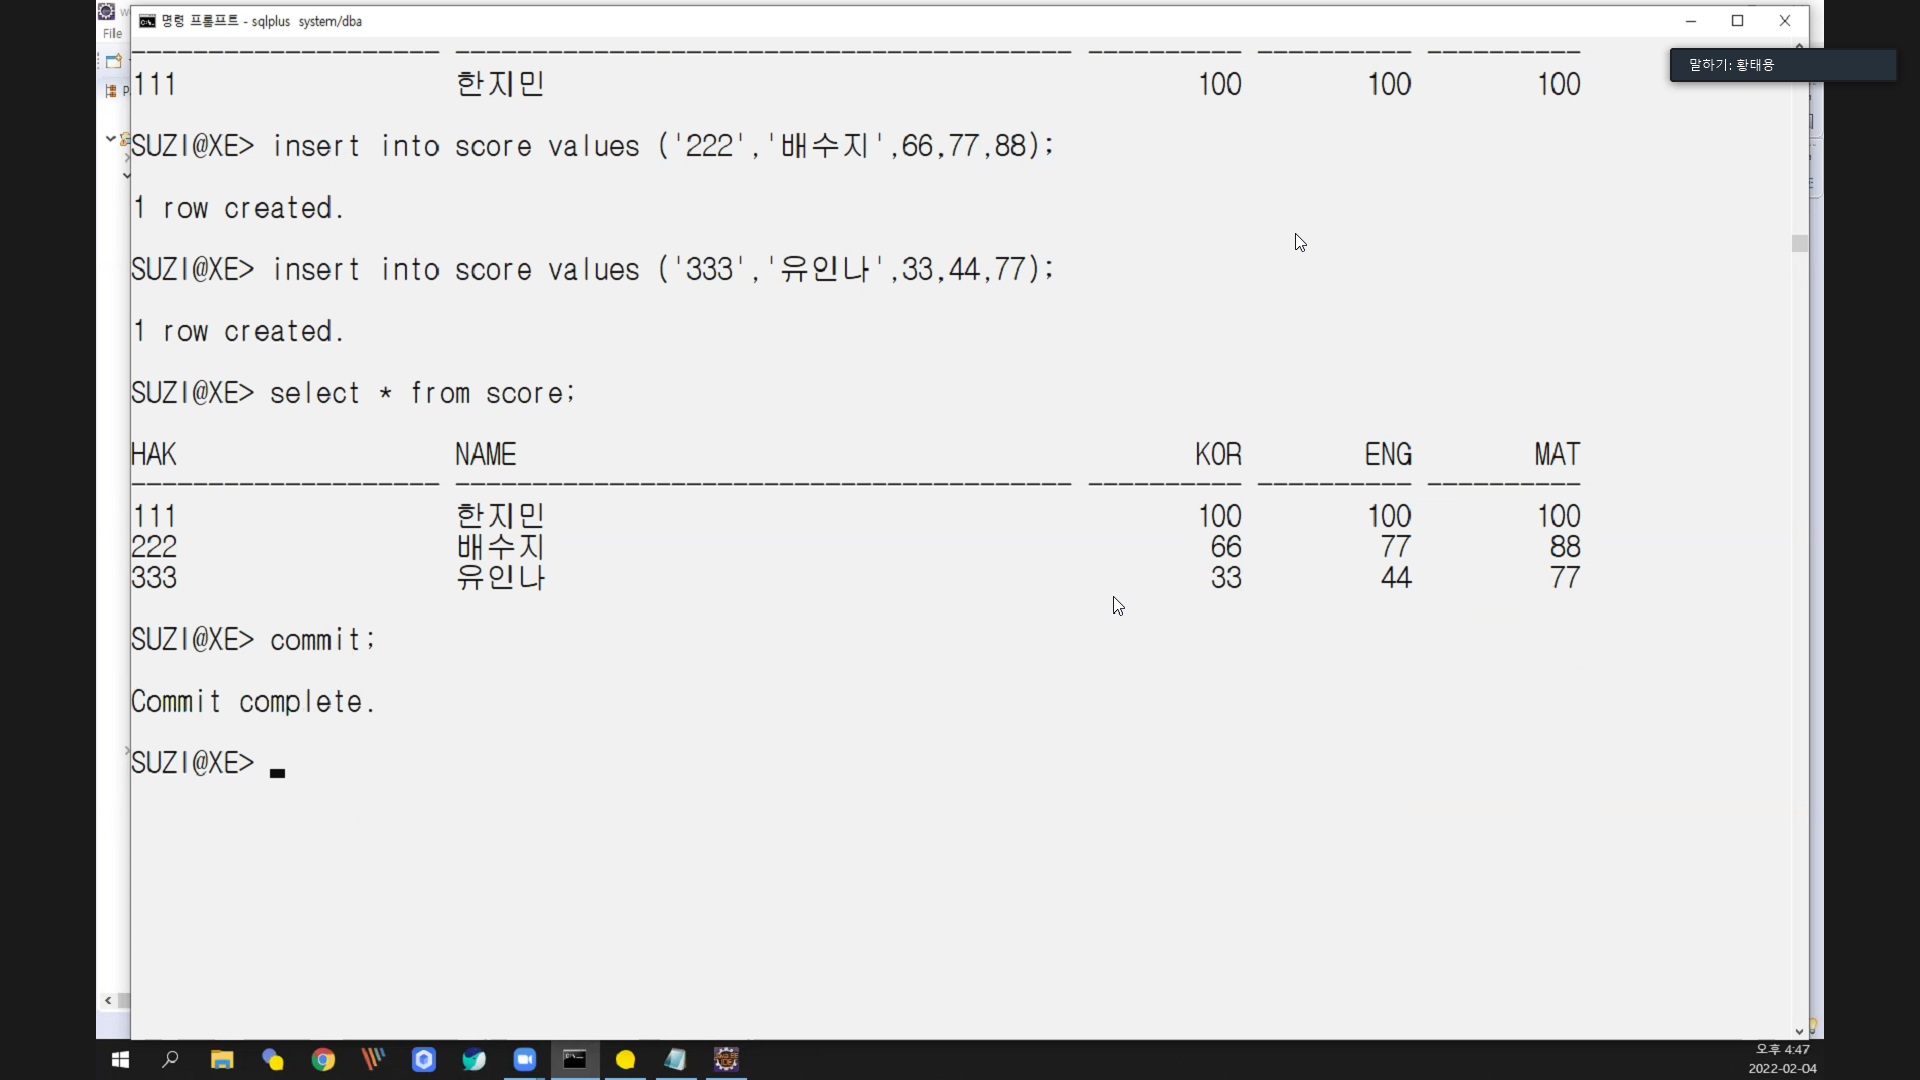 명령 프롬프트 - sqlplus system/dba
File
말하기: 황태용
--------------------  ---------------------------------------- ---------- ---------- ----------
111 한지민 100 100 100
SUZI@XE> insert into score values ('222','배수지',66,77,88);
1 row created.
SUZI@XE> insert into score values ('333','유인나',33,44,77);
1 row created.
SUZI@XE> select * from score;
HAK NAME KOR ENG MAT
-------------------- ---------------------------------------- ---------- ---------- ----------
111 한지민 100 100 100
222 배수지 66 77 88
333 유인나 33 44 77
SUZI@XE> commit;
Commit complete.
SUZI@XE>
오후 4:47
2022-02-04